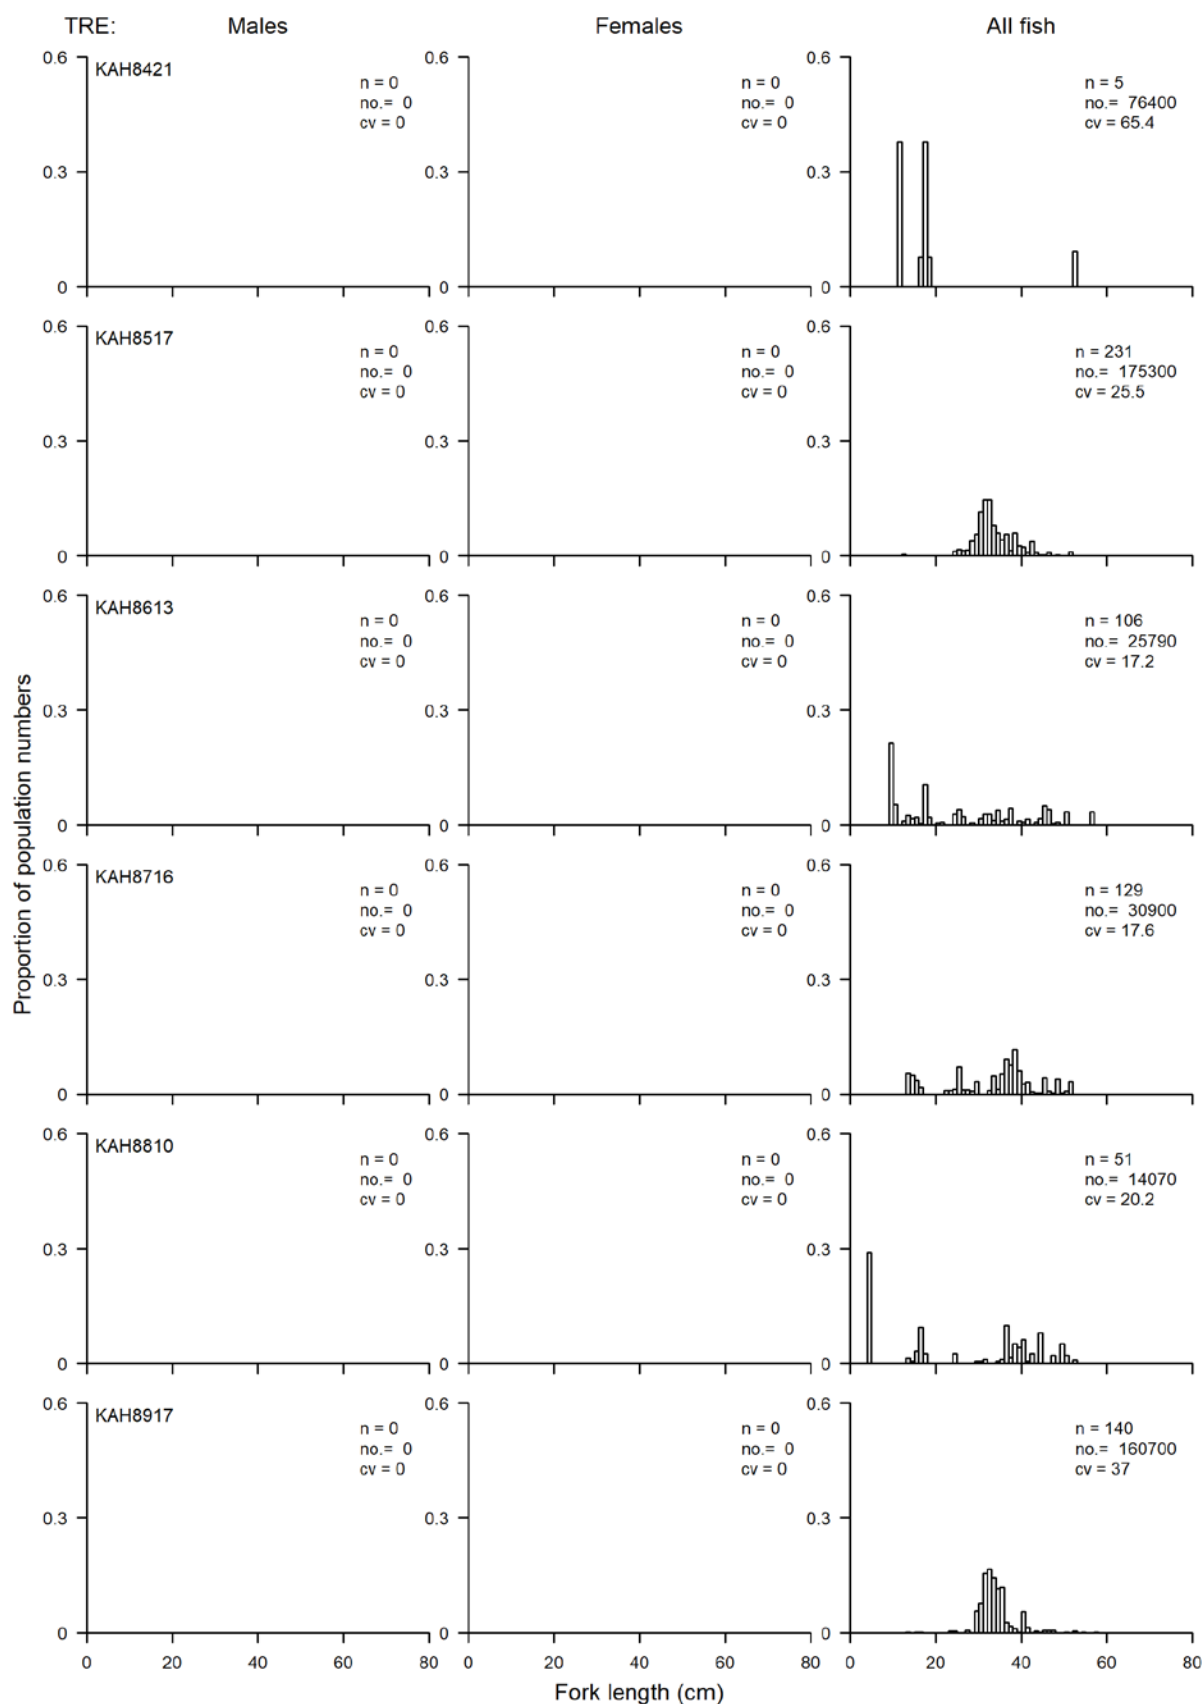 TRE: Males Females All fish
0.6 KAH8421 n = 0 no.= 0 cv = 0 0.3 0
0.6 n = 0 no.= 0 cv = 0 0.3 0
0.6 n = 5 no.= 76400 cv = 65.4 0.3 0
0 20 40 60 80
0.6 KAH8517 n = 0 no.= 0 cv = 0 0.3 0
0.6 n = 0 no.= 0 cv = 0 0.3 0
0.6 n = 231 no.= 175300 cv = 25.5 0.3 0
0.6 KAH8613 n = 0 no.= 0 cv = 0 0.3 0
0.6 n = 0 no.= 0 cv = 0 0.3 0
0.6 n = 106 no.= 25790 cv = 17.2 0.3 0
Proportion of population numbers
0.6 KAH8716 n = 0 no.= 0 cv = 0 0.3 0
0.6 n = 0 no.= 0 cv = 0 0.3 0
0.6 n = 129 no.= 30900 cv = 17.6 0.3 0
0.6 KAH8810 n = 0 no.= 0 cv = 0 0.3 0
0.6 n = 0 no.= 0 cv = 0 0.3 0
0.6 n = 51 no.= 14070 cv = 20.2 0.3 0
0.6 KAH8917 n = 0 no.= 0 cv = 0 0.3 0
0.6 n = 0 no.= 0 cv = 0 0.3 0
0.6 n = 140 no.= 160700 cv = 37 0.3 0
0 20 40 60 80 0 20 40 60 80 0 20 40 60 80
Fork length (cm)